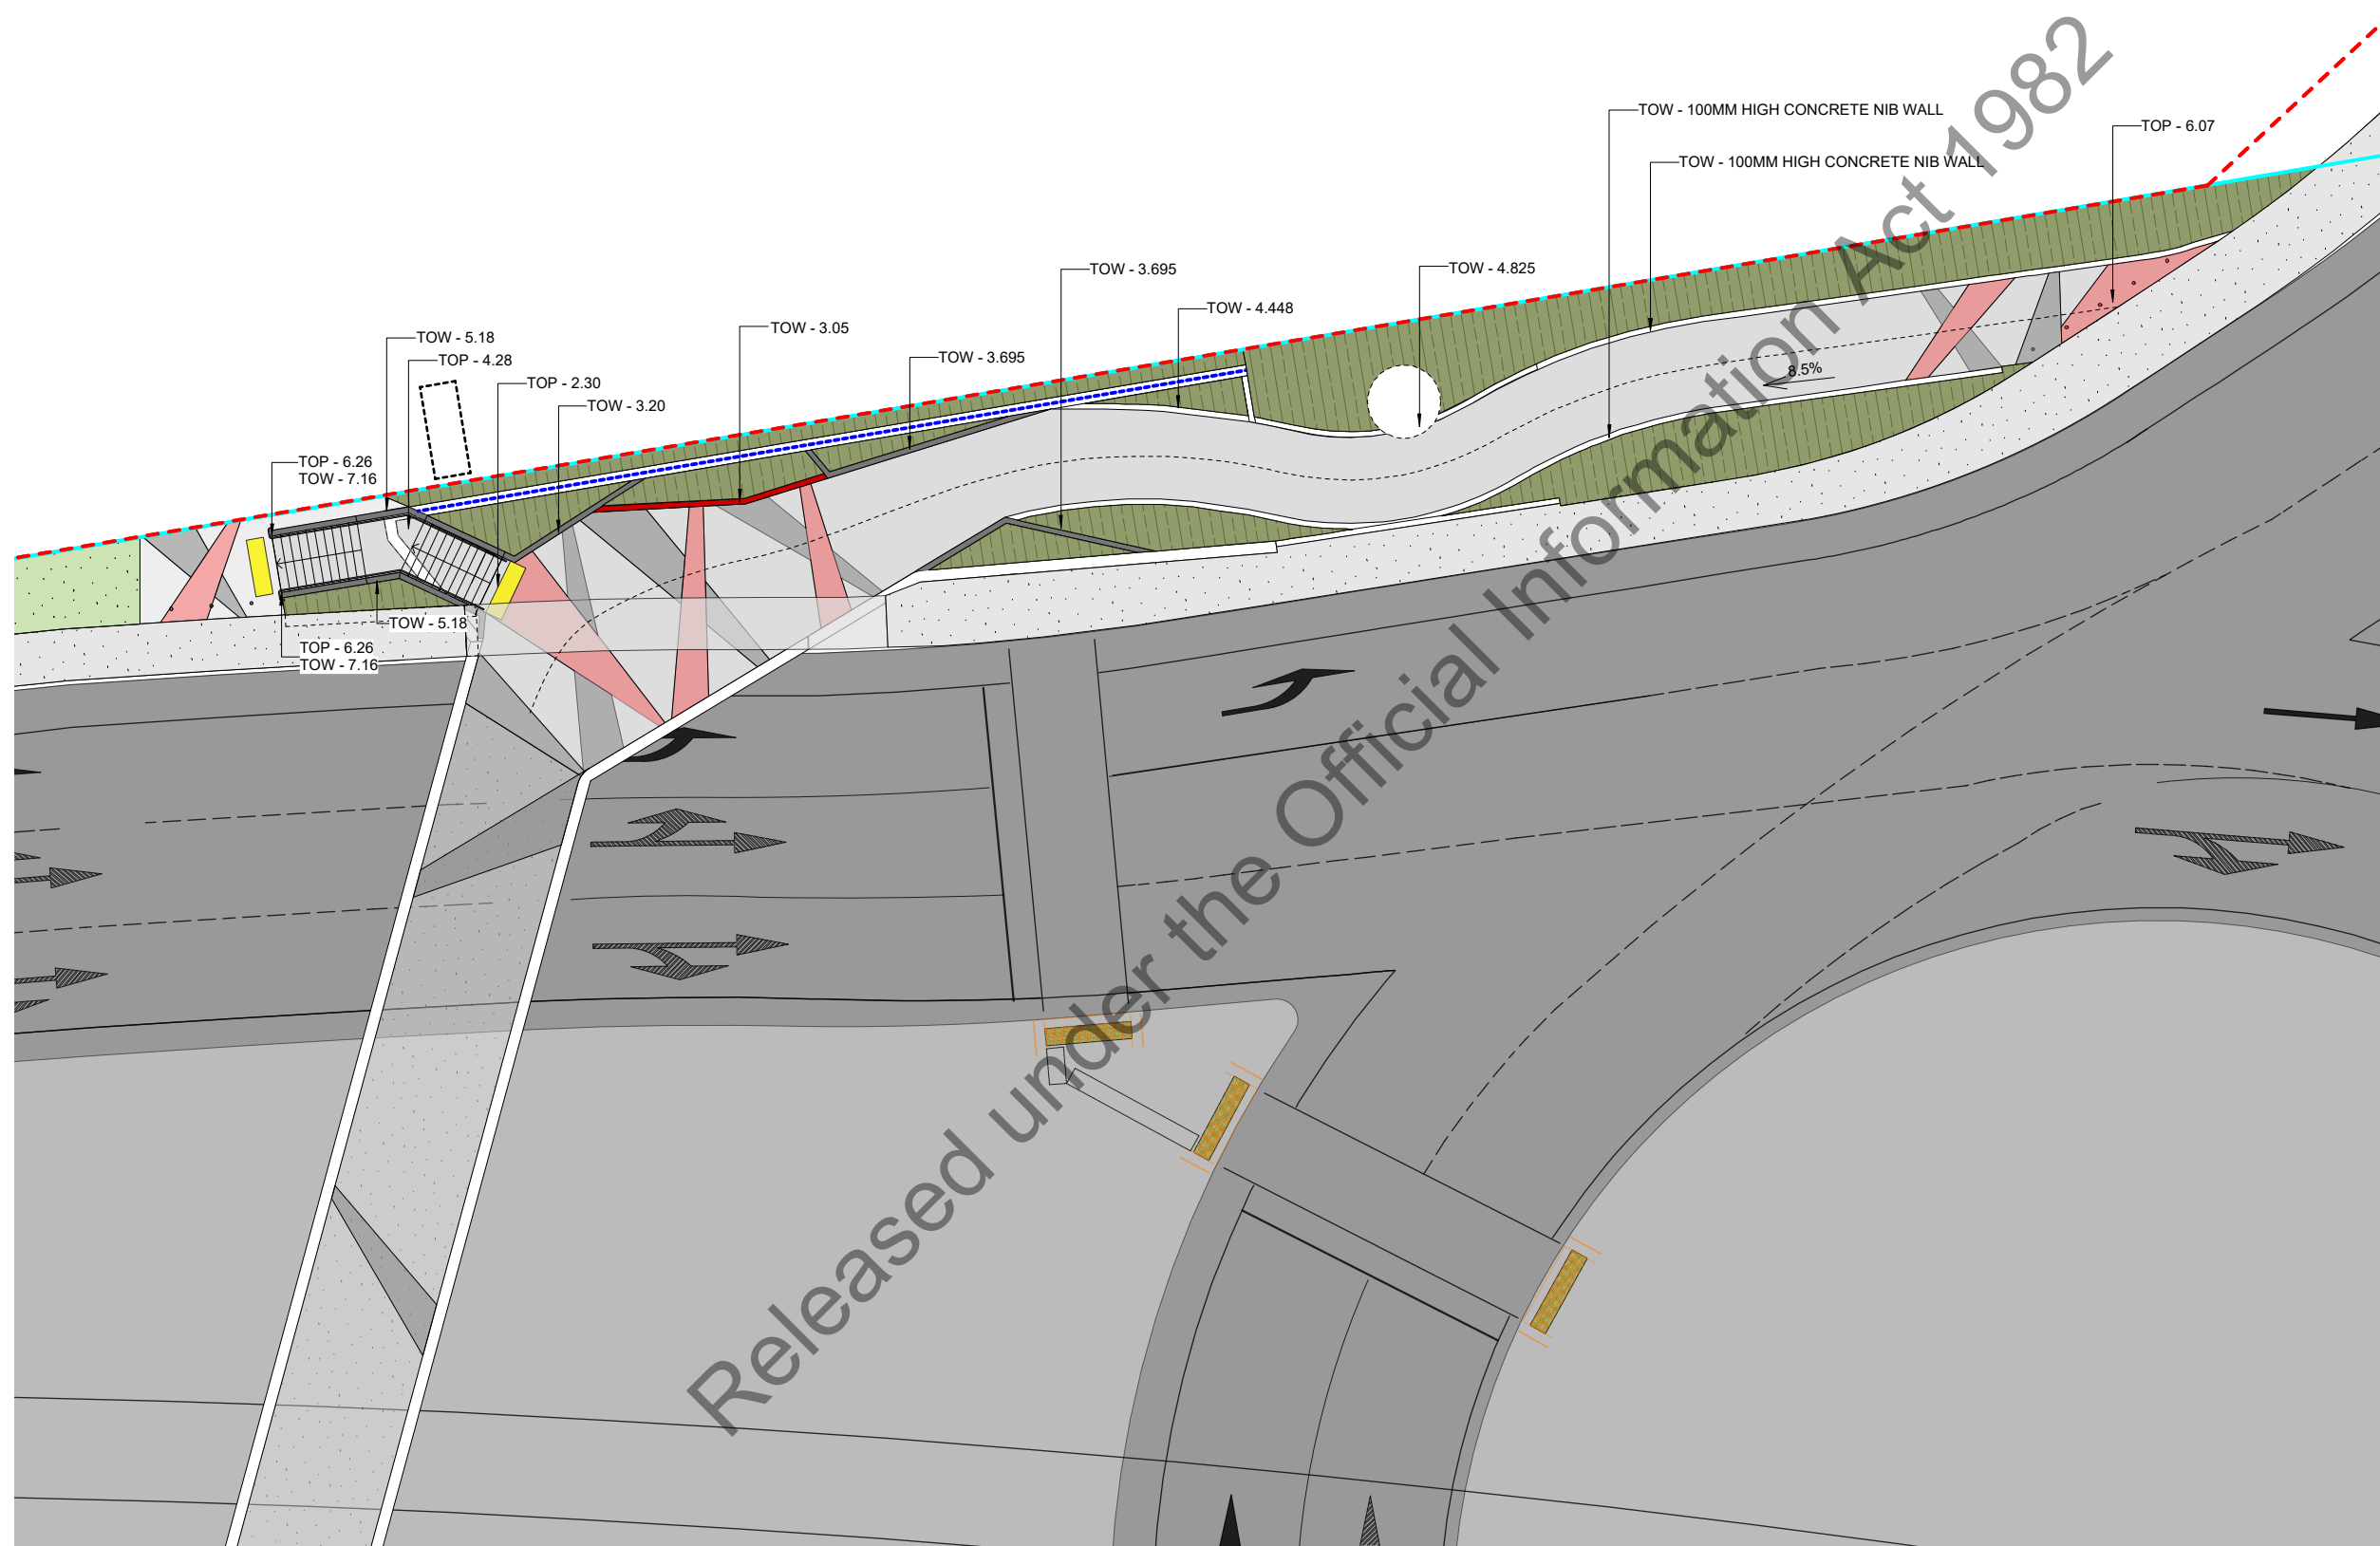 TOW - 100MM HIGH CONCRETE NIB WALL
TOP - 6.07
TOW - 100MM HIGH CONCRETE NIB WALL
TOW - 3.695
TOW - 4.825
TOW - 4.448
TOW - 3.05
TOW - 5.18
TOP - 4.28
TOW - 3.695
8.5%
TOP - 2.30
TOW - 3.20
TOP - 6.26
TOW - 7.16
TOW - 5.18
TOP - 6.26
TOW - 7.16
Released under the Official Information Act 1982